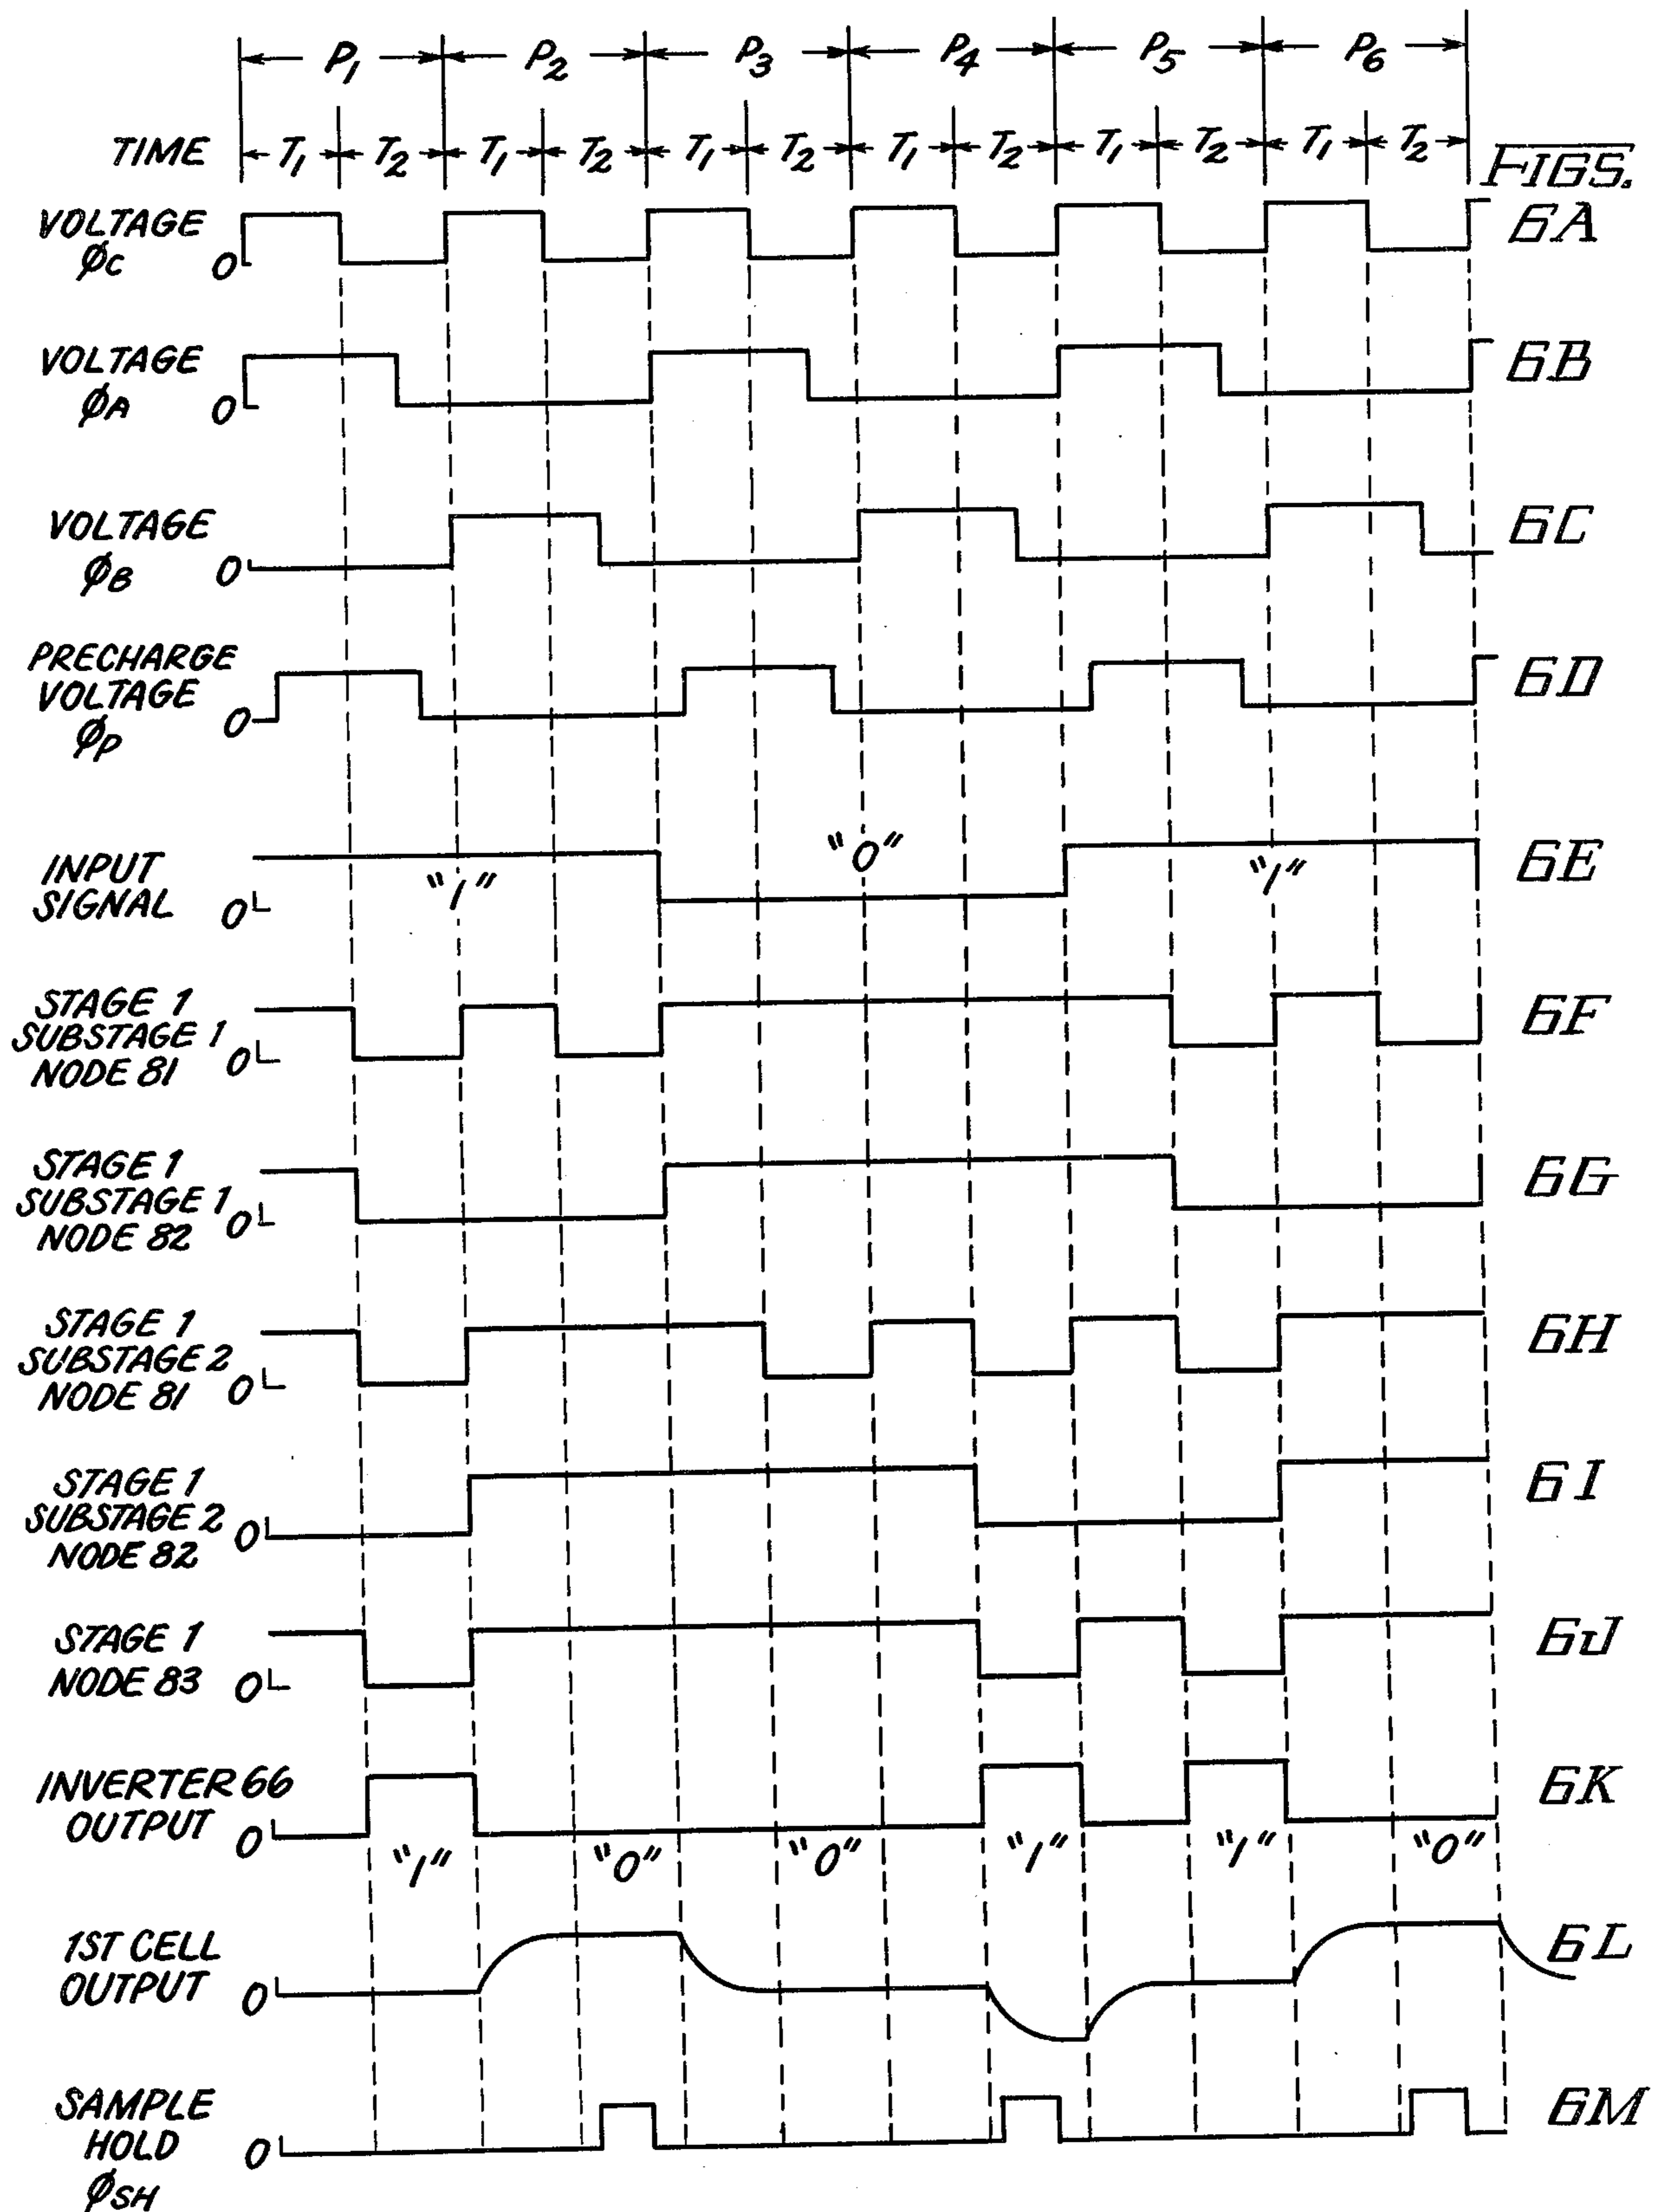 P1 P2 P3 P4 P5 P6
TIME T1 T2 T1 T2 T1 T2 T1 T2 T1 T2 T1 T2 FIGS.
VOLTAGE
ϕC 0 6A
VOLTAGE
ϕA 0 6B
VOLTAGE
ϕB 0 6C
PRECHARGE
VOLTAGE
ϕP 0 6D
INPUT
SIGNAL 0 "1" "0" "1" 6E
STAGE 1
SUBSTAGE 1
NODE 81 0 6F
STAGE 1
SUBSTAGE 1
NODE 82 0 6G
STAGE 1
SUBSTAGE 2
NODE 81 0 6H
STAGE 1
SUBSTAGE 2
NODE 82 0 6I
STAGE 1
NODE 83 0 6J
INVERTER 66
OUTPUT 0 6K
"1" "0" "0" "1" "1" "0"
1ST CELL
OUTPUT 0 6L
SAMPLE
HOLD
ϕSH 0 6M